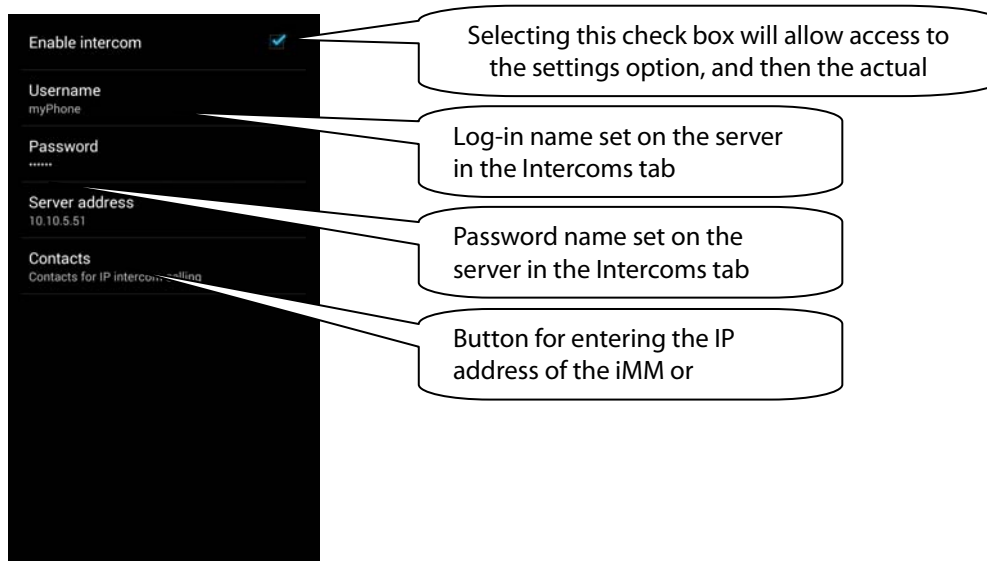 Enable intercom
Selecting this check box will allow access to
the settings option, and then the actual
Username
myPhone
Log-in name set on the server
in the Intercoms tab
Password
••••••
Password name set on the
server in the Intercoms tab
Server address
10.10.5.51
Contacts
Contacts for IP intercom calling
Button for entering the IP
address of the iMM or